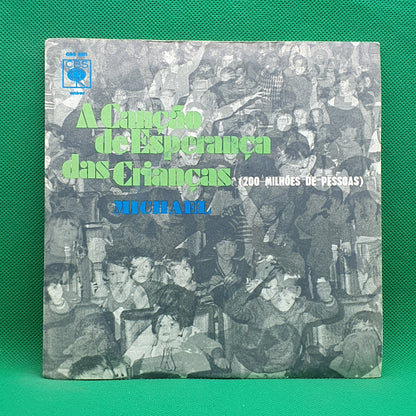 CBS
A Canção
de Esperança
das Crianças (200 MILHÕES DE PESSOAS)
MICHAEL